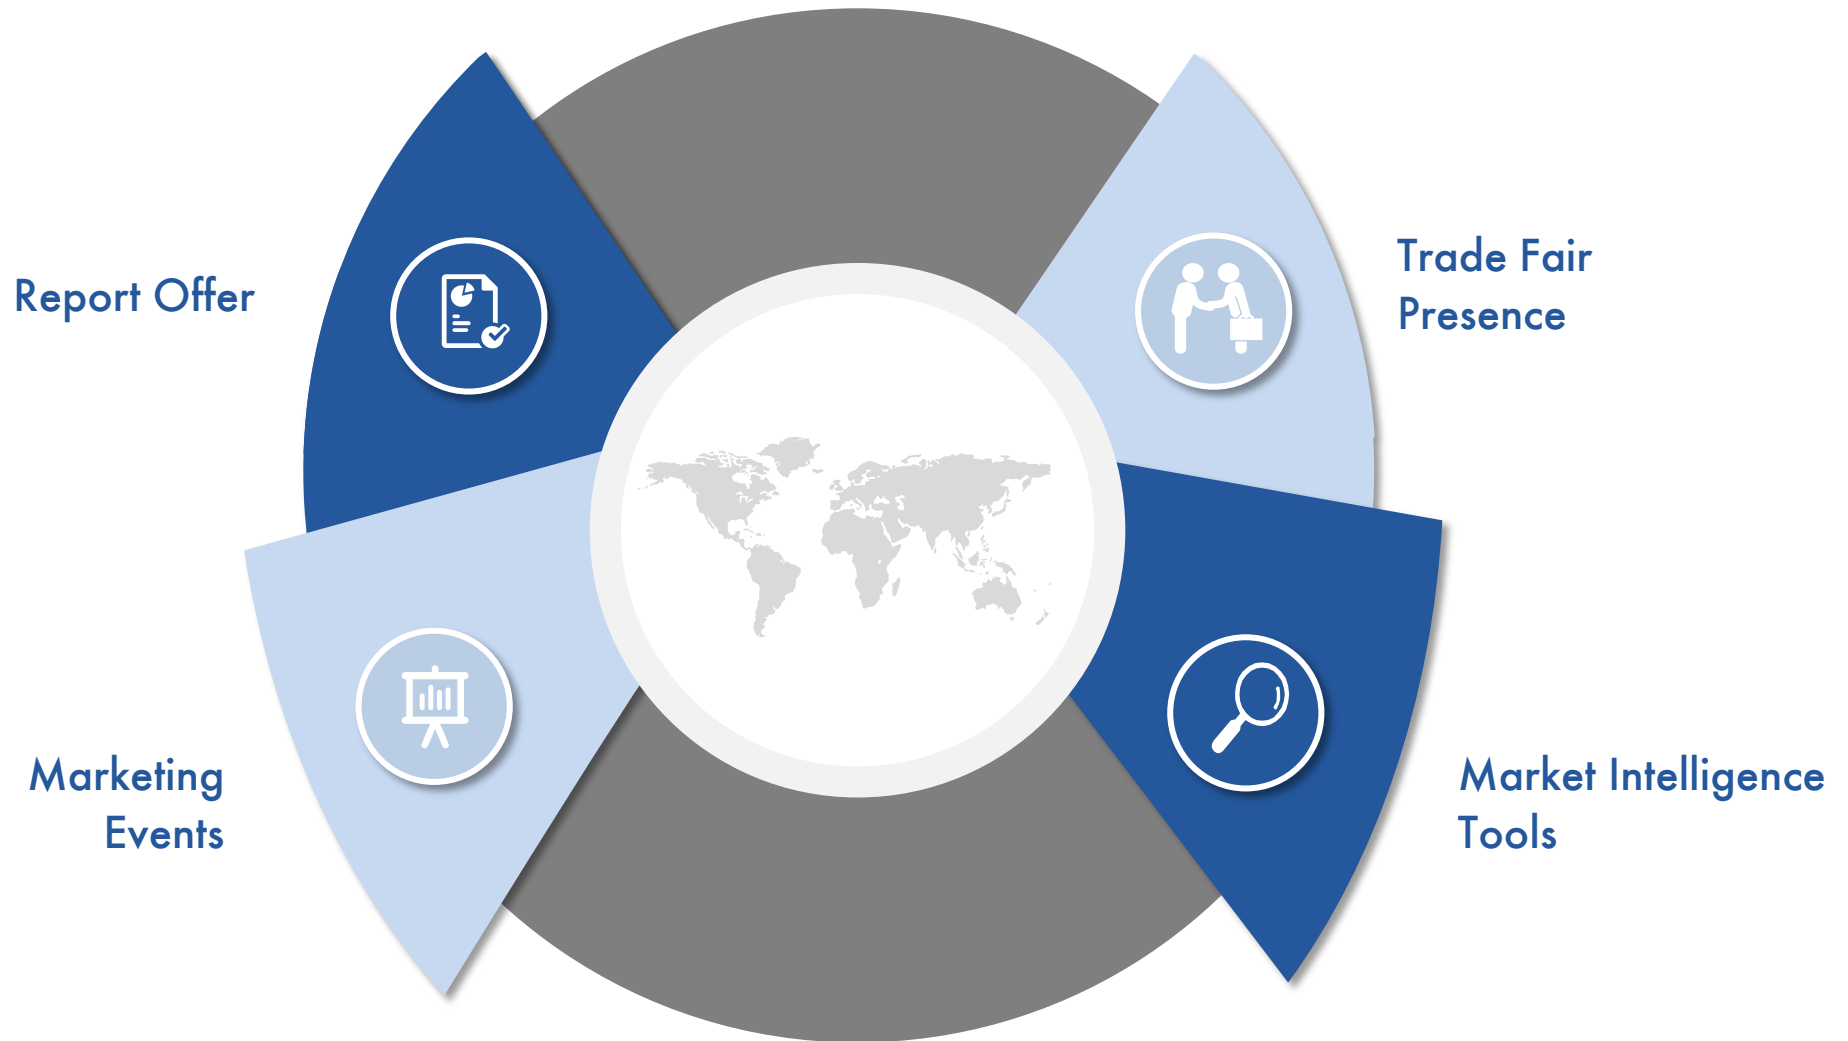 Report Offer
Trade Fair
Presence
Marketing
Events
Market Intelligence
Tools